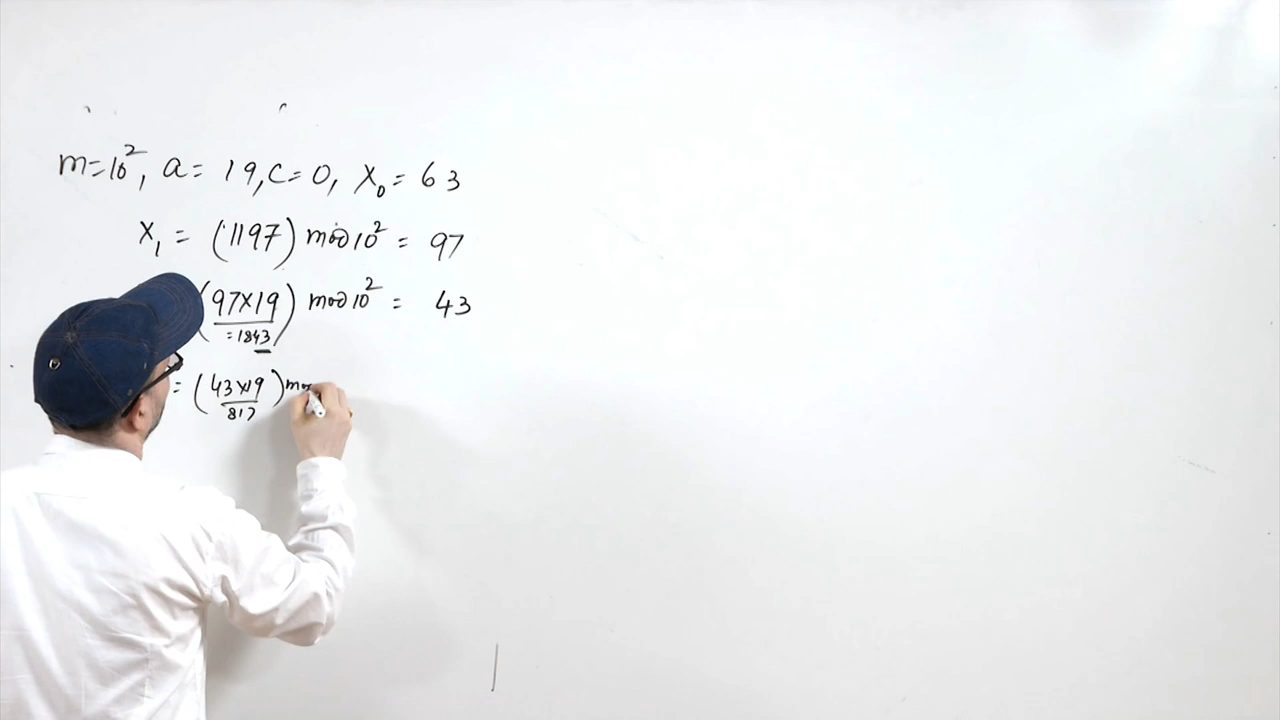 m=10², a= 19, c=0, X₀= 63
X₁ = (1197) mod 10² = 97
(97×19) mod 10² = 43
=1843
= (43×19) mo
817